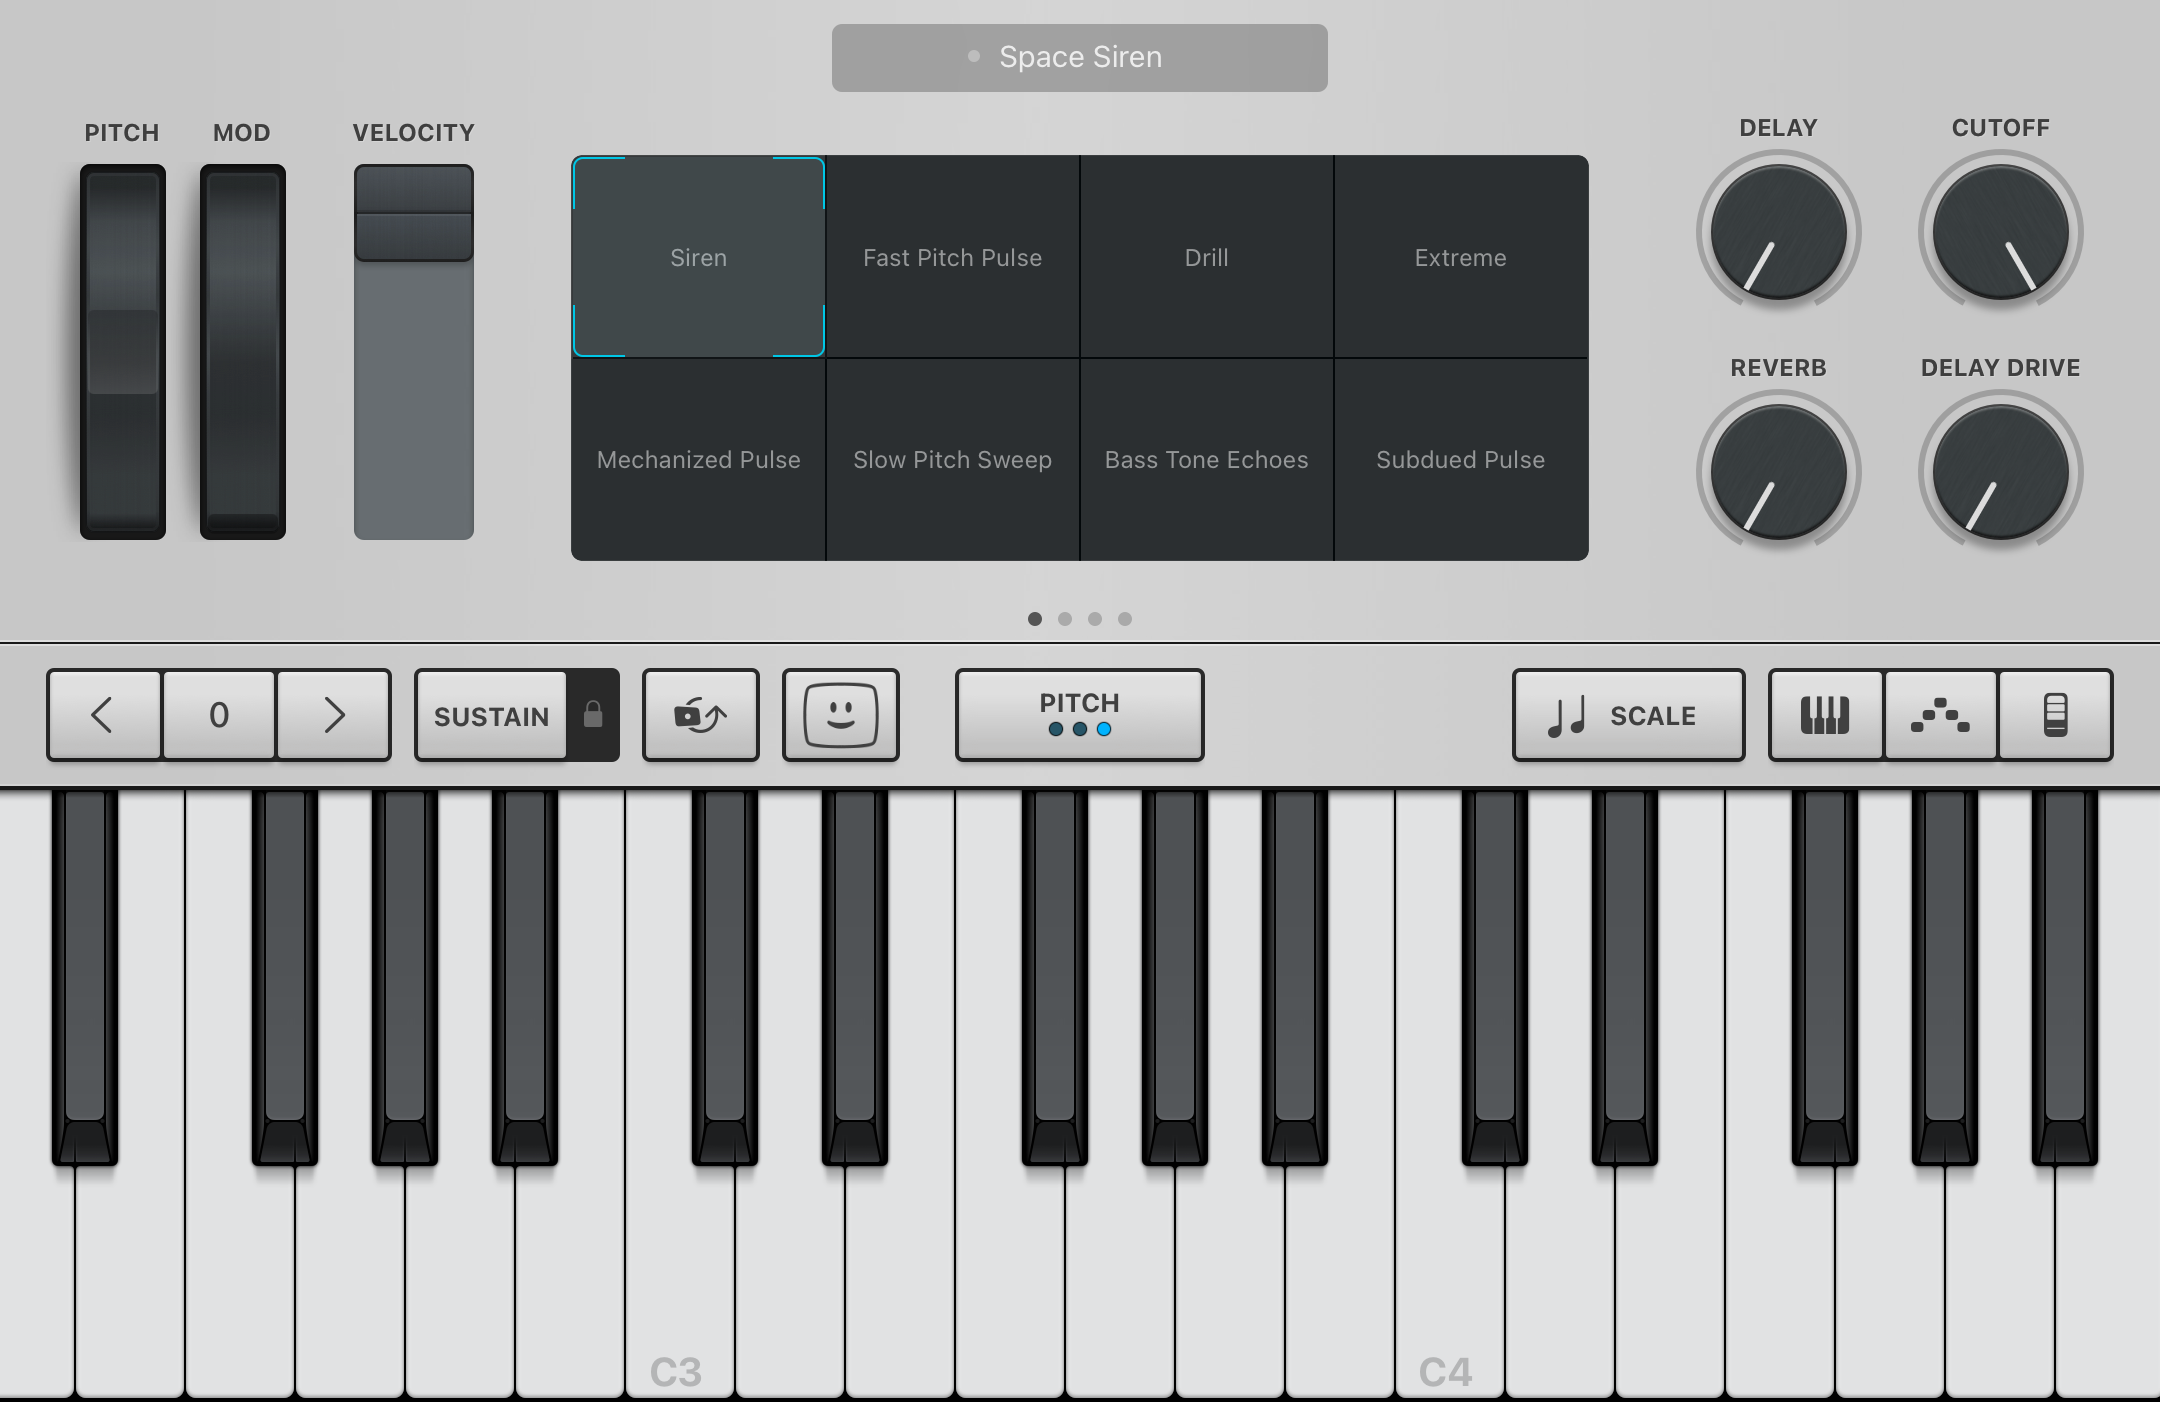 Space Siren
PITCH
MOD
VELOCITY
DELAY
CUTOFF
Siren
Fast Pitch Pulse
Drill
Extreme
REVERB
DELAY DRIVE
Mechanized Pulse
Slow Pitch Sweep
Bass Tone Echoes
Subdued Pulse
0
SUSTAIN
PITCH
SCALE
C3
C4